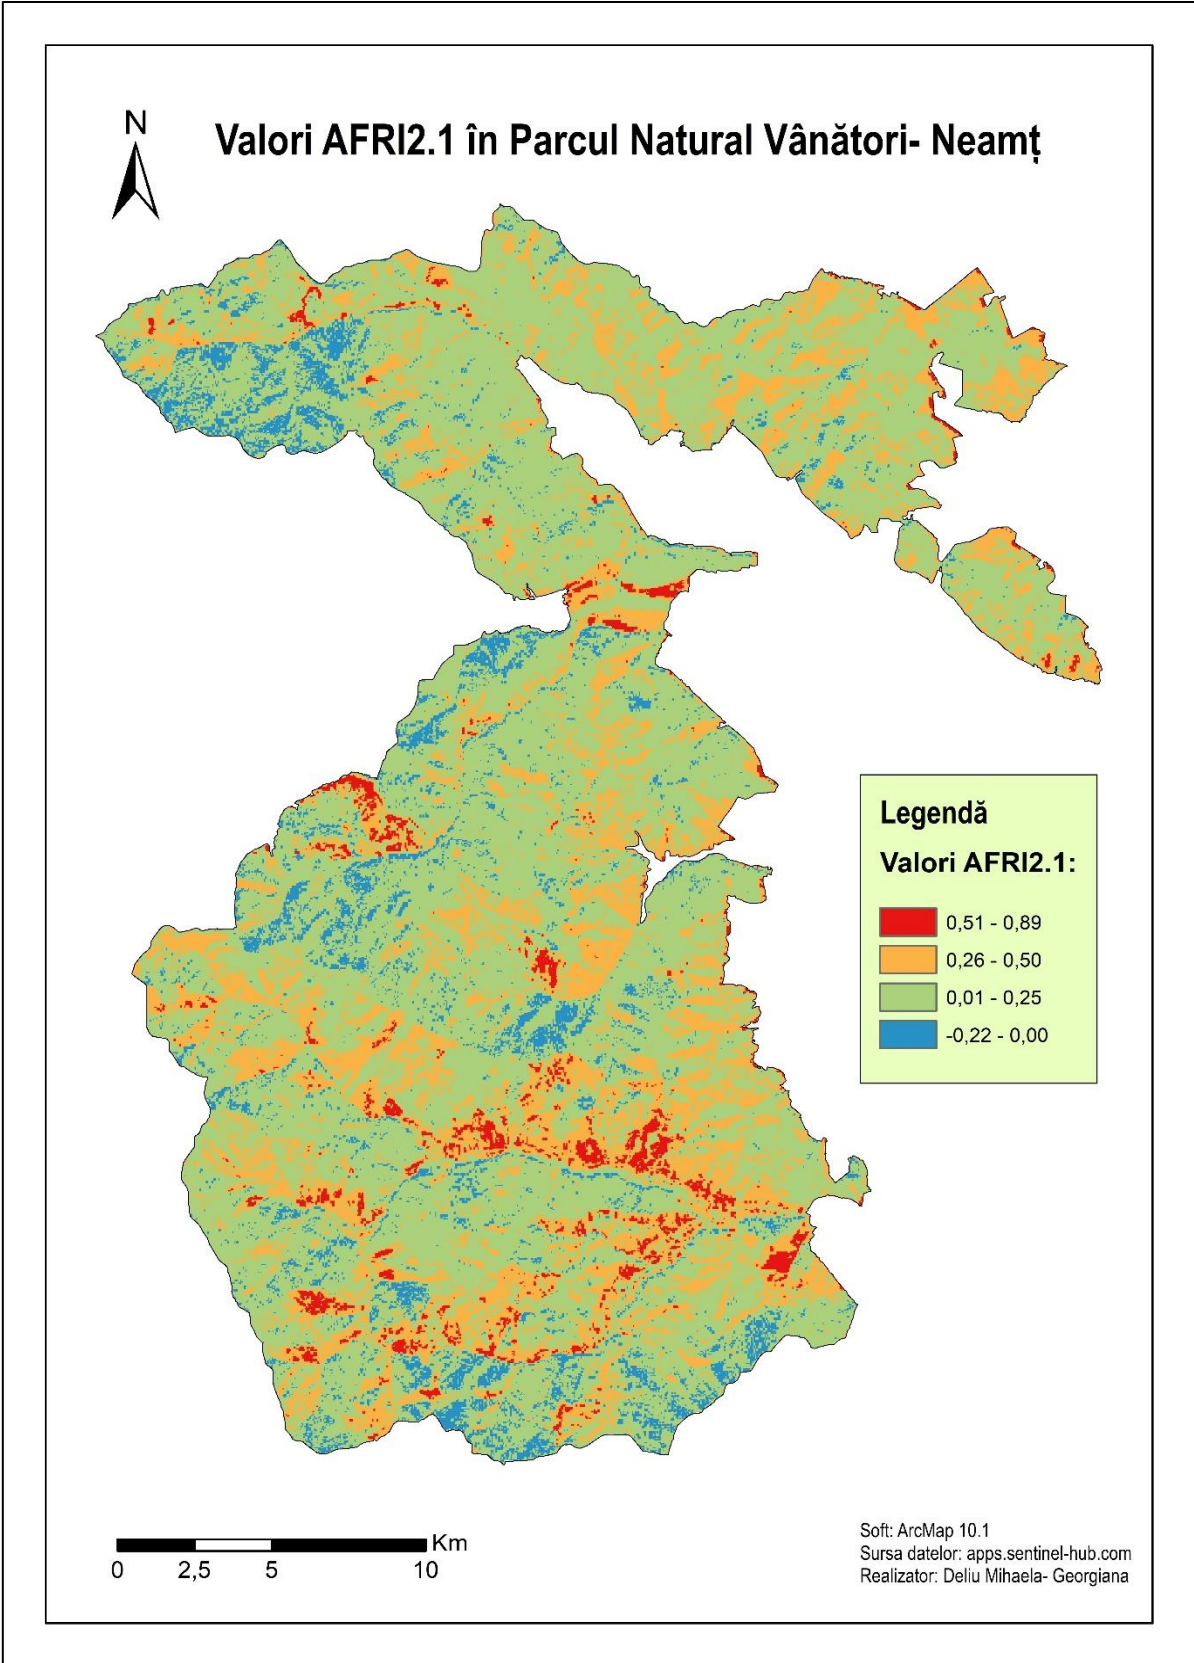 N
Valori AFRI2.1 în Parcul Natural Vânători- Neamț
Legendă
Valori AFRI2.1:
0,51 - 0,89
0,26 - 0,50
0,01 - 0,25
-0,22 - 0,00
Km
0 2,5 5 10
Soft: ArcMap 10.1
Sursa datelor: apps.sentinel-hub.com
Realizator: Deliu Mihaela- Georgiana